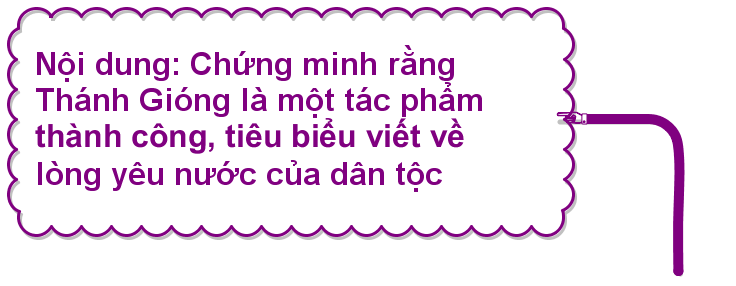 Nội dung: Chứng minh rằng
Thánh Gióng là một tác phẩm
thành công, tiêu biểu viết về
lòng yêu nước của dân tộc